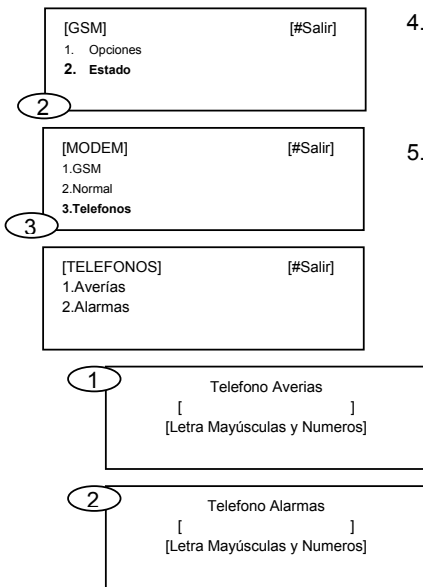 [GSM] [#Salir]
4.
1. Opciones
2. Estado
2
[MODEM] [#Salir]
5.
1.GSM
2.Normal
3.Telefonos
3
[TELEFONOS] [#Salir]
1.Averías
2.Alarmas
1
Telefono Averias
[ ]
[Letra Mayúsculas y Numeros]
2
Telefono Alarmas
[ ]
[Letra Mayúsculas y Numeros]